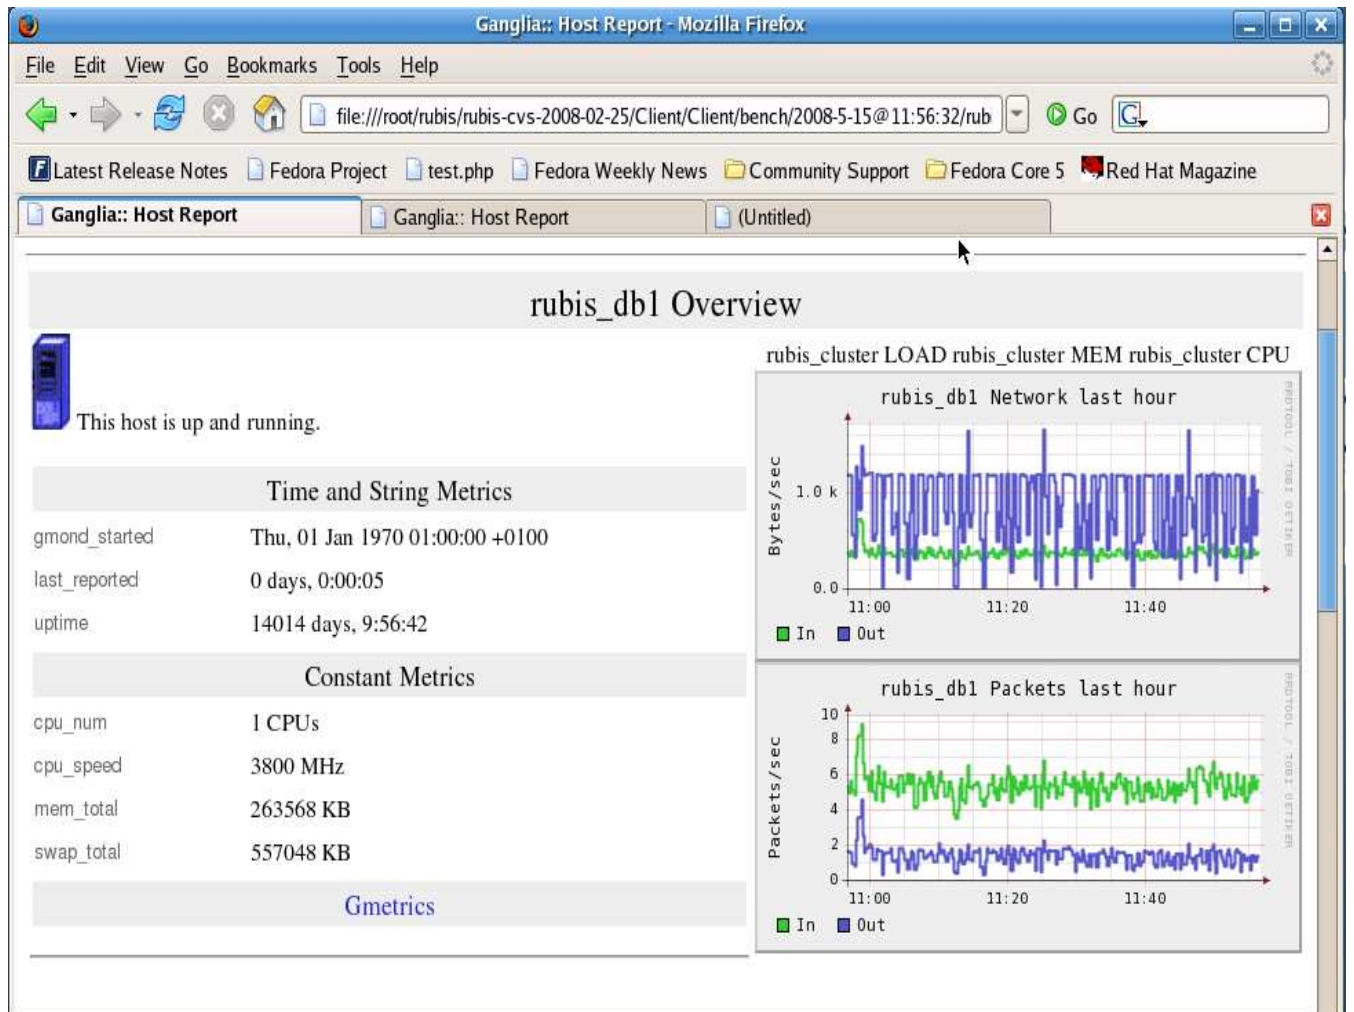 Ganglia:: Host Report - Mozilla Firefox
File Edit View Go Bookmarks Tools Help
file:///root/rubis/rubis-cvs-2008-02-25/Client/Client/bench/2008-5-15@11:56:32/rub
Go
G
Latest Release Notes Fedora Project test.php Fedora Weekly News Community Support Fedora Core 5 Red Hat Magazine
Ganglia:: Host Report Ganglia:: Host Report (Untitled)
rubis_db1 Overview
This host is up and running.
Time and String Metrics
gmond_started Thu, 01 Jan 1970 01:00:00 +0100
last_reported 0 days, 0:00:05
uptime 14014 days, 9:56:42
Constant Metrics
cpu_num 1 CPUs
cpu_speed 3800 MHz
mem_total 263568 KB
swap_total 557048 KB
Gmetrics
rubis_cluster LOAD rubis_cluster MEM rubis_cluster CPU
rubis_db1 Network last hour
Bytes/sec
1.0 k
0.0
11:00 11:20 11:40
In Out
RRDTOOL / TOBI OETIKER
rubis_db1 Packets last hour
Packets/sec
10
8
6
4
2
0
11:00 11:20 11:40
In Out
RRDTOOL / TOBI OETIKER